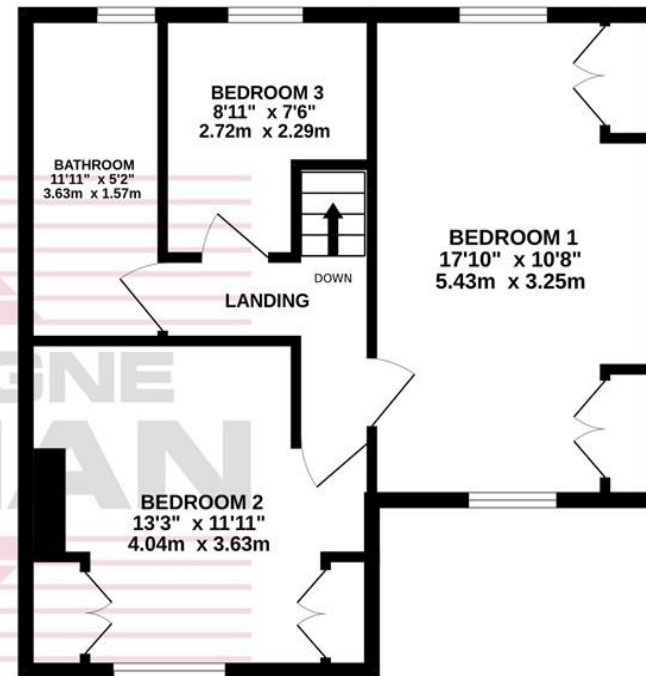 BEDROOM 3
8'11" x 7'6"
2.72m x 2.29m
BATHROOM
11'11" x 5'2"
3.63m x 1.57m
BEDROOM 1
17'10" x 10'8"
5.43m x 3.25m
DOWN
LANDING
GNE
AN
BEDROOM 2
13'3" x 11'11"
4.04m x 3.63m